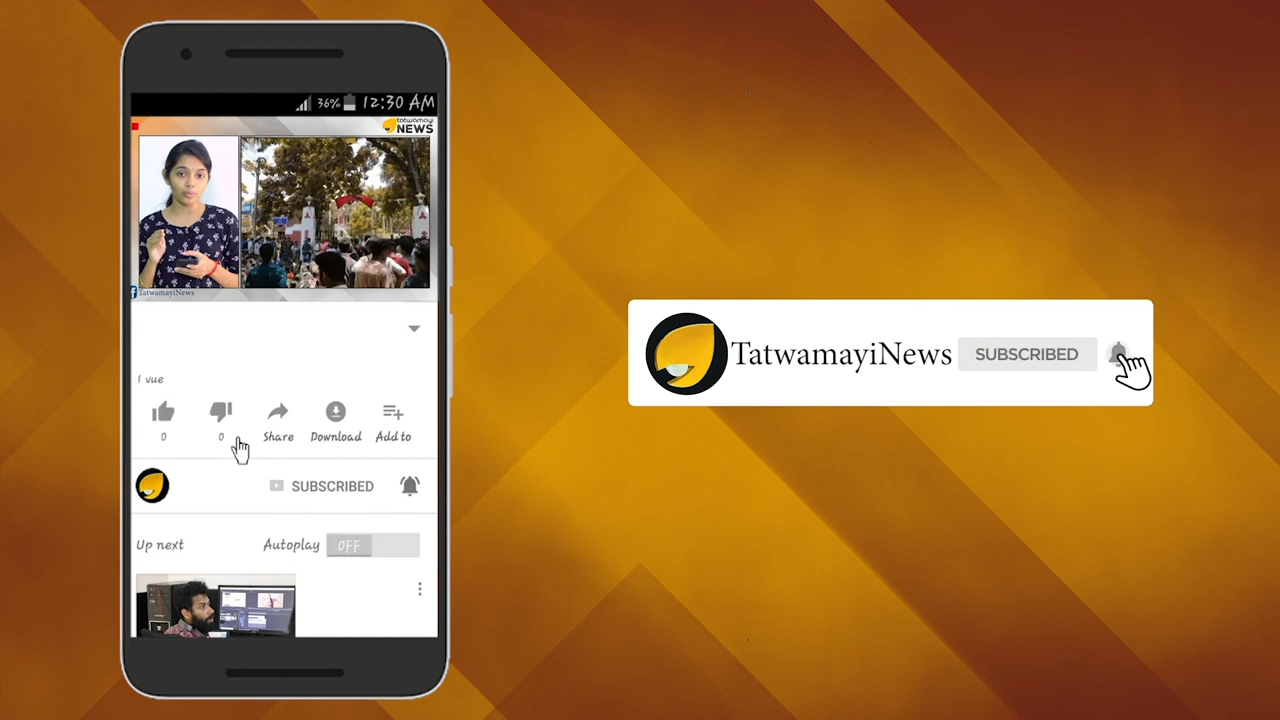 36% 12:30 AM
tatwamayi
NEWS
TatwamayiNews
1 vue
0 0 Share Download Add to
SUBSCRIBED
Up next Autoplay OFF
TatwamayiNews SUBSCRIBED